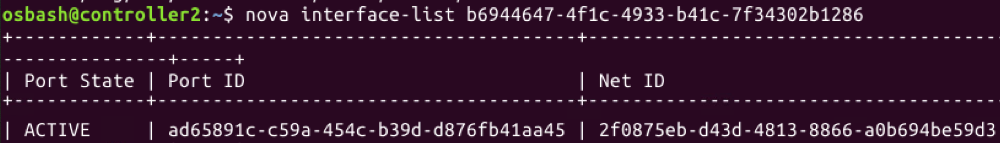 osbash@controller2:~$ nova interface-list b6944647-4f1c-4933-b41c-7f34302b1286
+------------+--------------------------------------+-------------------------------------
---------------+-----+
| Port State | Port ID                              | Net ID
+------------+--------------------------------------+-------------------------------------
| ACTIVE     | ad65891c-c59a-454c-b39d-d876fb41aa45 | 2f0875eb-d43d-4813-8866-a0b694be59d3